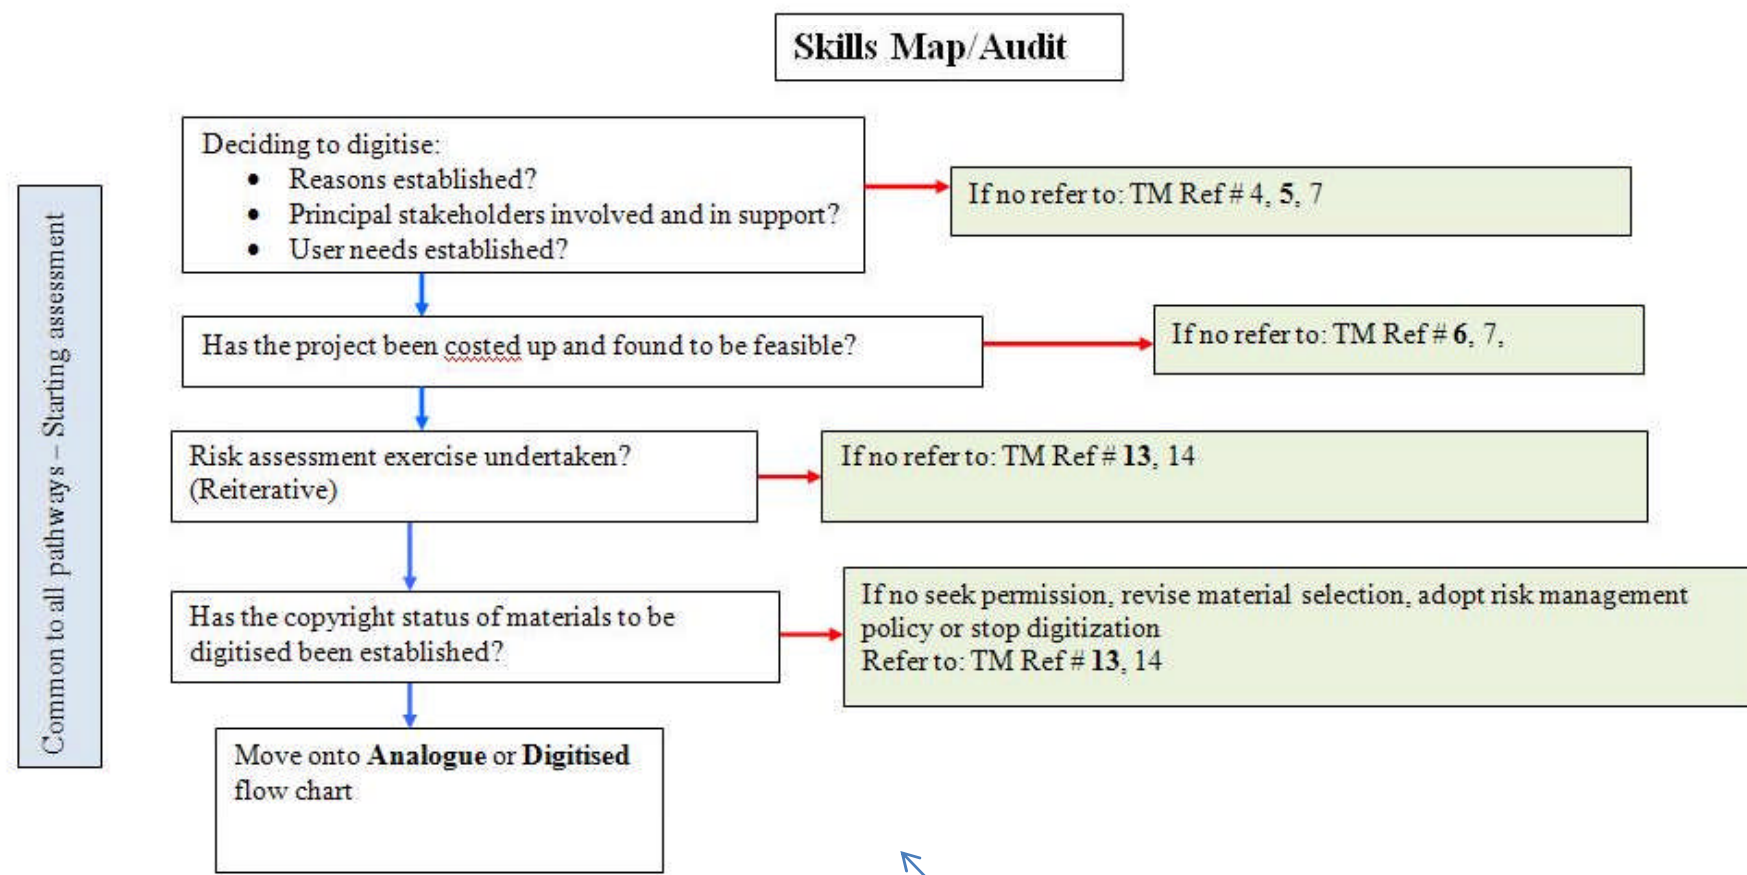 Skills Map/Audit
Common to all pathways – Starting assessment
Deciding to digitise:
• Reasons established?
• Principal stakeholders involved and in support?
• User needs established?
If no refer to: TM Ref # 4, 5, 7
Has the project been costed up and found to be feasible?
If no refer to: TM Ref # 6, 7,
Risk assessment exercise undertaken?
(Reiterative)
If no refer to: TM Ref # 13, 14
Has the copyright status of materials to be
digitised been established?
If no seek permission, revise material selection, adopt risk management
policy or stop digitization
Refer to: TM Ref # 13, 14
Move onto Analogue or Digitised
flow chart